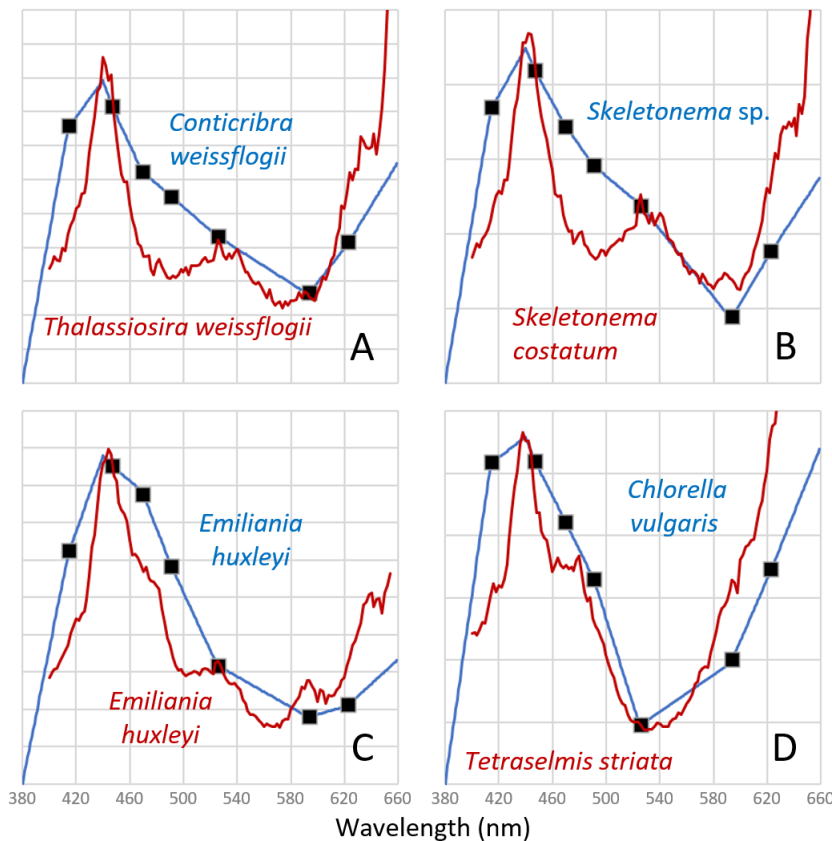 Conticribra
weissflogii
Thalassiosira weissflogii
A
Skeletonema sp.
Skeletonema
costatum
B
Emiliania
huxleyi
Emiliania
huxleyi
C
Chlorella
vulgaris
Tetraselmis striata
D
380 420 460 500 540 580 620 660
380 420 460 500 540 580 620 660
Wavelength (nm)